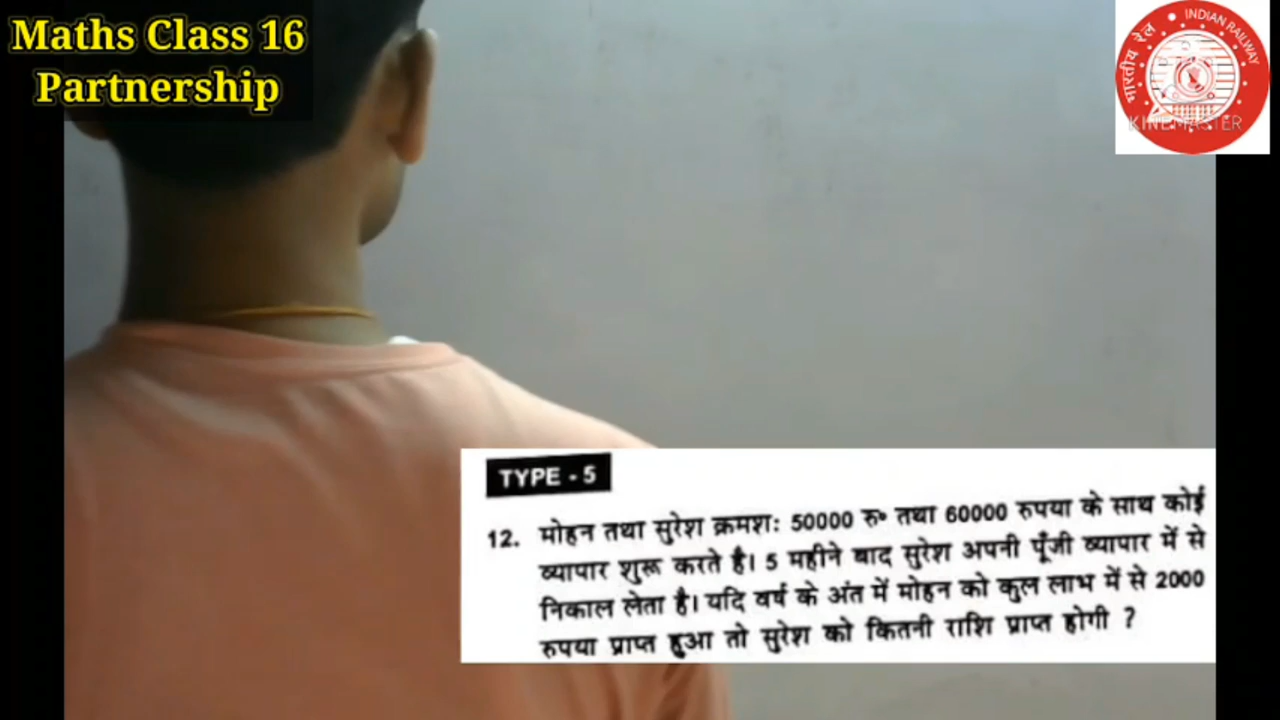 Maths Class 16
Partnership
भारतीय रेल
INDIAN RAILWAY
KINEMASTER
TYPE - 5
12. मोहन तथा सुरेश क्रमशः 50000 रु॰ तथा 60000 रुपया के साथ कोई
व्यापार शुरू करते है। 5 महीने बाद सुरेश अपनी पूँजी व्यापार में से
निकाल लेता है। यदि वर्ष के अंत में मोहन को कुल लाभ में से 2000
रुपया प्राप्त हुआ तो सुरेश को कितनी राशि प्राप्त होगी ?